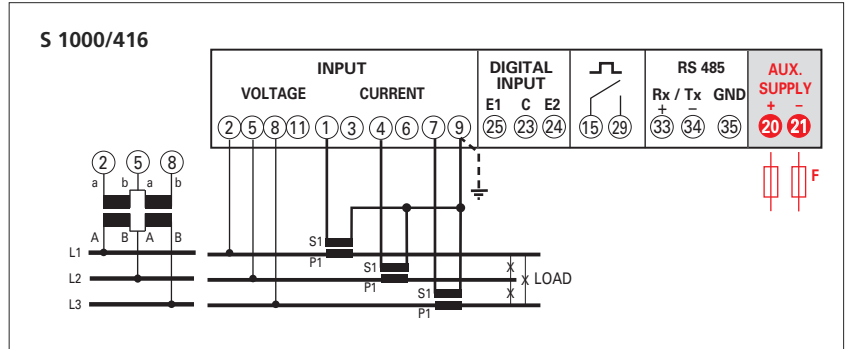 S 1000/416
INPUT
VOLTAGE CURRENT
DIGITAL
INPUT
E1 C E2
RS 485
Rx / Tx GND
+ −
AUX.
SUPPLY
+ −
2 5 8 11 1 3 4 6 7 9 25 23 24 15 29 33 34 35 20 21
2 5 8
a b a b
F
A B A B
L1
L2
L3
S1
P1
S1
P1
S1
P1
X
X LOAD
X